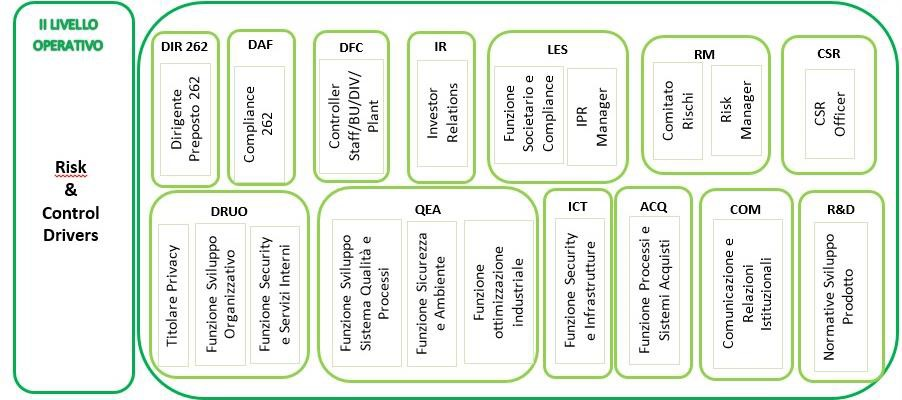 II LIVELLO
OPERATIVO
Risk
&
Control
Drivers
DIR 262
Dirigente
Preposto 262
DAF
Compliance
262
DFC
Controller
Staff/BU/DIV/
Plant
IR
Investor
Relations
LES
Funzione
Societario e
Compliance
IPR
Manager
RM
Comitato
Rischi
Risk
Manager
CSR
CSR
Officer
DRUO
Titolare Privacy
Funzione Sviluppo
Organizzativo
Funzione Security
e Servizi Interni
QEA
Funzione Sviluppo
Sistema Qualità e
Processi
Funzione Sicurezza
e Ambiente
Funzione
ottimizzazione
industriale
ICT
Funzione Security
e Infrastrutture
ACQ
Funzione Processi e
Sistemi Acquisti
COM
Comunicazione e
Relazioni
Istituzionali
R&D
Normative Sviluppo
Prodotto